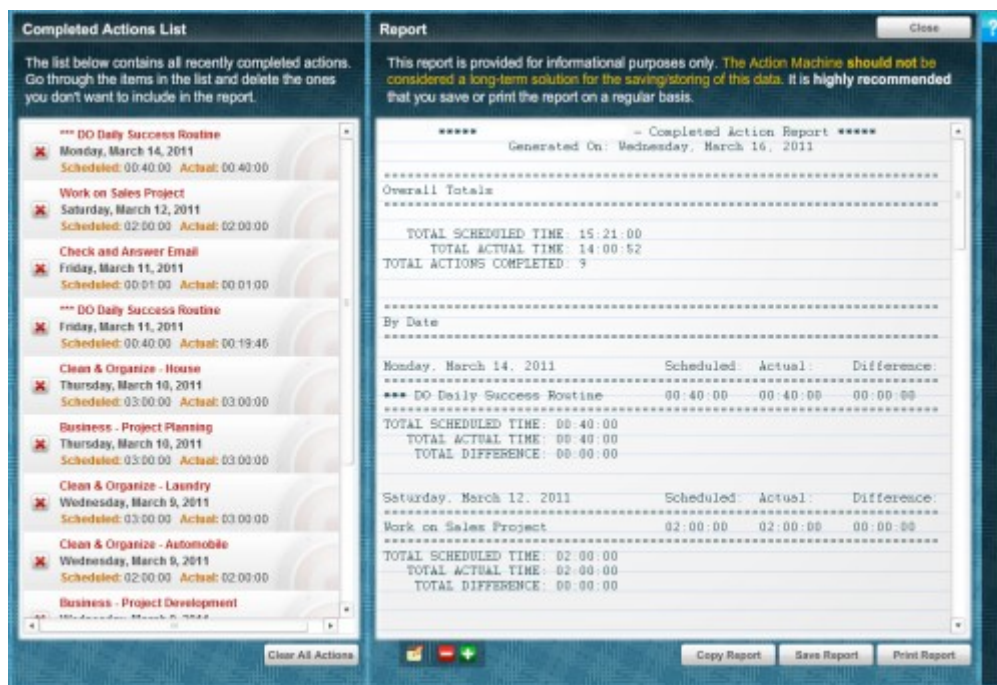 Completed Actions List
The list below contains all recently completed actions.
Go through the items in the list and delete the ones
you don't want to include in the report.
*** DO Daily Success Routine
Monday, March 14, 2011
Scheduled: 00:40:00 Actual: 00:40:00
Work on Sales Project
Saturday, March 12, 2011
Scheduled: 02:00:00 Actual: 02:00:00
Check and Answer Email
Friday, March 11, 2011
Scheduled: 00:01:00 Actual: 00:01:00
*** DO Daily Success Routine
Friday, March 11, 2011
Scheduled: 00:40:00 Actual: 00:19:46
Clean & Organize - House
Thursday, March 10, 2011
Scheduled: 03:00:00 Actual: 03:00:00
Business - Project Planning
Thursday, March 10, 2011
Scheduled: 03:00:00 Actual: 03:00:00
Clean & Organize - Laundry
Wednesday, March 9, 2011
Scheduled: 03:00:00 Actual: 03:00:00
Clean & Organize - Automobile
Wednesday, March 9, 2011
Scheduled: 02:00:00 Actual: 02:00:00
Business - Project Development
Clear All Actions
Report
Close
?
This report is provided for informational purposes only. The Action Machine should not be
considered a long-term solution for the saving/storing of this data. It is highly recommended
that you save or print the report on a regular basis.
***** - Completed Action Report *****
Generated On: Wednesday, March 16, 2011
Overall Totals
TOTAL SCHEDULED TIME: 15:21:00
TOTAL ACTUAL TIME: 14:00:52
TOTAL ACTIONS COMPLETED: 9
By Date
Monday, March 14, 2011 Scheduled: Actual: Difference:
*** DO Daily Success Routine 00:40:00 00:40:00 00:00:00
TOTAL SCHEDULED TIME: 00:40:00
TOTAL ACTUAL TIME: 00:40:00
TOTAL DIFFERENCE: 00:00:00
Saturday, March 12, 2011 Scheduled: Actual: Difference:
Work on Sales Project 02:00:00 02:00:00 00:00:00
TOTAL SCHEDULED TIME: 02:00:00
TOTAL ACTUAL TIME: 02:00:00
TOTAL DIFFERENCE: 00:00:00
Copy Report
Save Report
Print Report